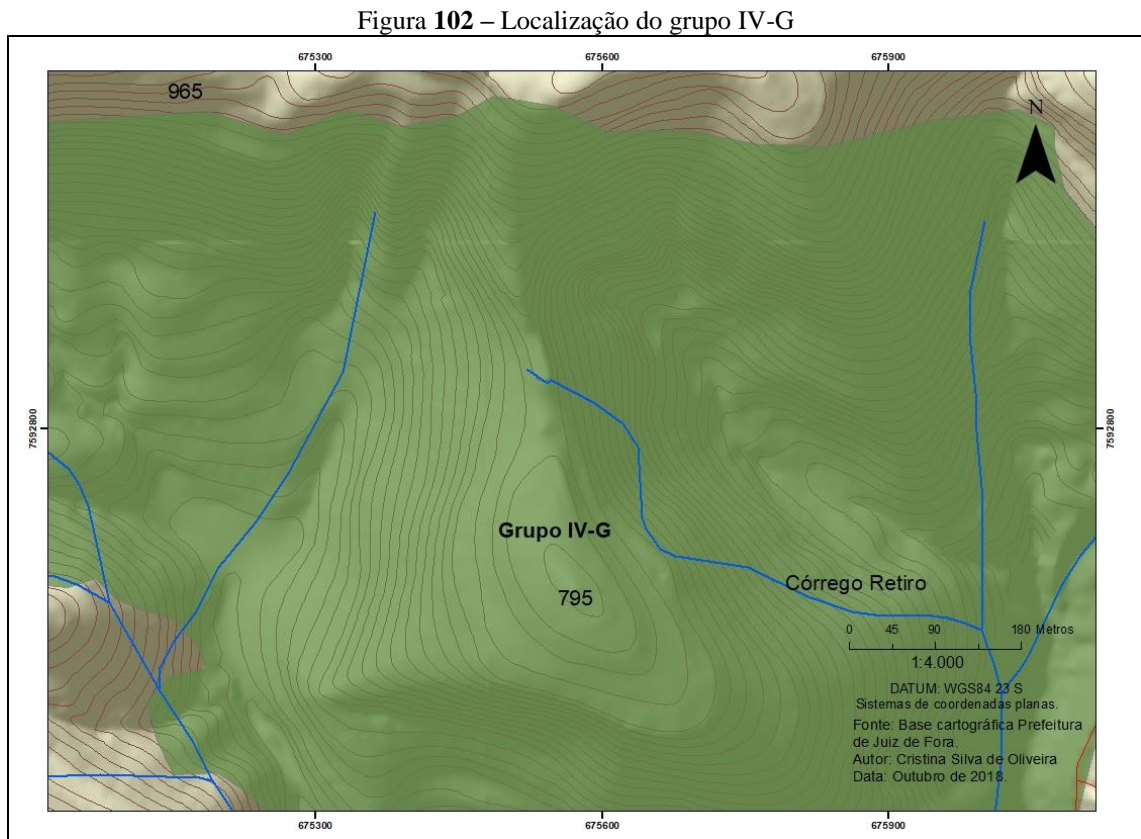 Figura 102 – Localização do grupo IV-G
675300 675600 675900
965
N
7592800 7592800
Grupo IV-G
795
Córrego Retiro
0 45 90 180 Metros
1:4.000
DATUM: WGS84 23 S
Sistemas de coordenadas planas.
Fonte: Base cartográfica Prefeitura
de Juiz de Fora.
Autor: Cristina Silva de Oliveira
Data: Outubro de 2018.
675300 675600 675900